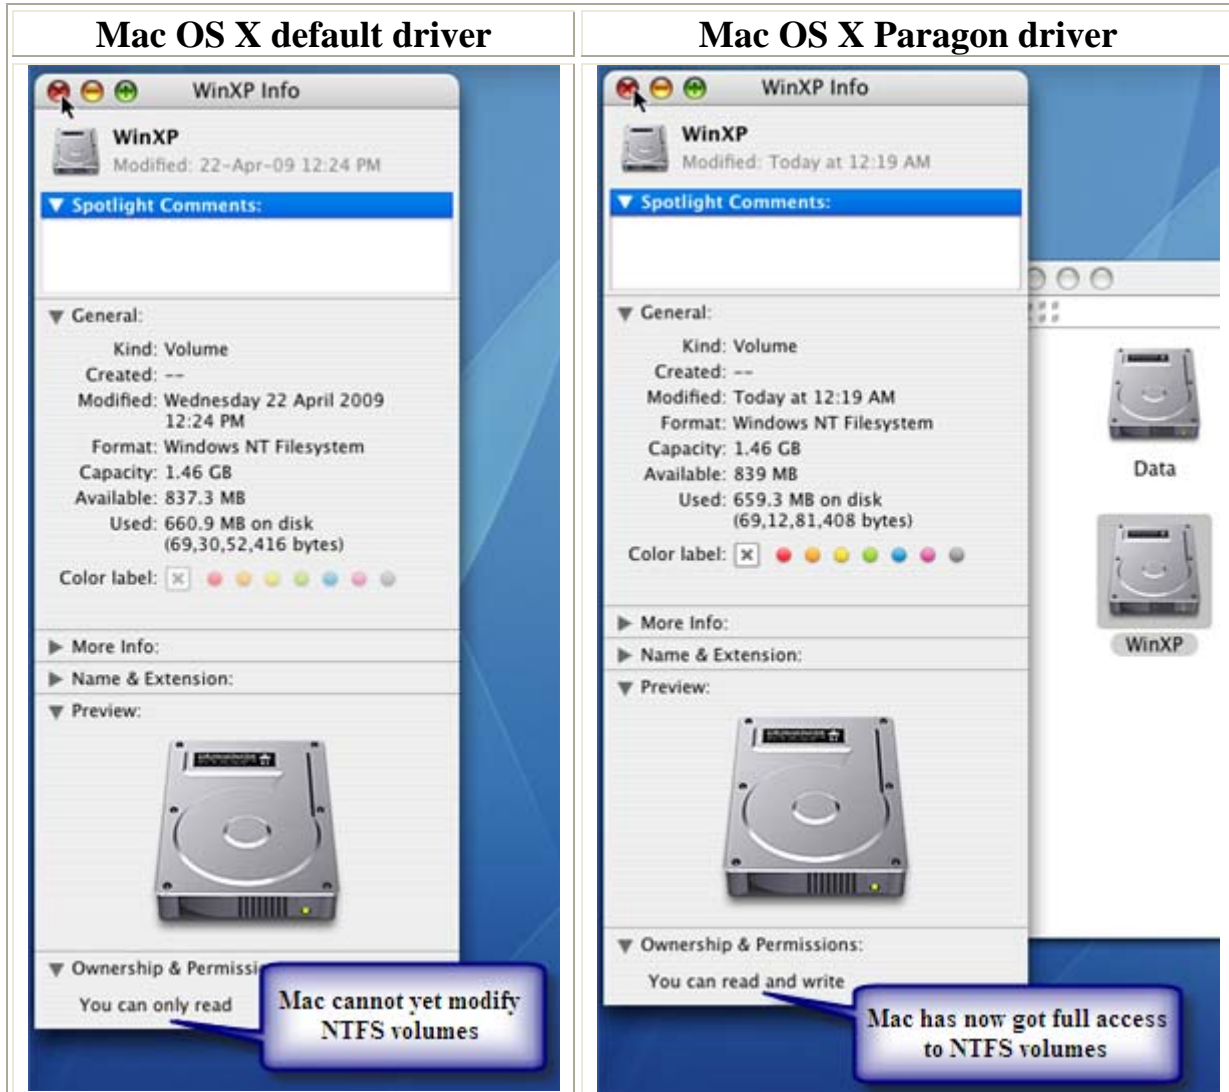 Mac OS X default driver
Mac OS X Paragon driver
WinXP Info
WinXP
Modified: 22-Apr-09 12:24 PM
Spotlight Comments:
General:
Kind: Volume
Created: --
Modified: Wednesday 22 April 2009
12:24 PM
Format: Windows NT Filesystem
Capacity: 1.46 GB
Available: 837.3 MB
Used: 660.9 MB on disk
(69,30,52,416 bytes)
Color label:
More Info:
Name & Extension:
Preview:
Ownership & Permissi
You can only read
Mac cannot yet modify
NTFS volumes
WinXP Info
WinXP
Modified: Today at 12:19 AM
Spotlight Comments:
General:
Kind: Volume
Created: --
Modified: Today at 12:19 AM
Format: Windows NT Filesystem
Capacity: 1.46 GB
Available: 839 MB
Used: 659.3 MB on disk
(69,12,81,408 bytes)
Color label:
More Info:
Name & Extension:
Preview:
Ownership & Permissions:
You can read and write
Mac has now got full access
to NTFS volumes
Data
WinXP